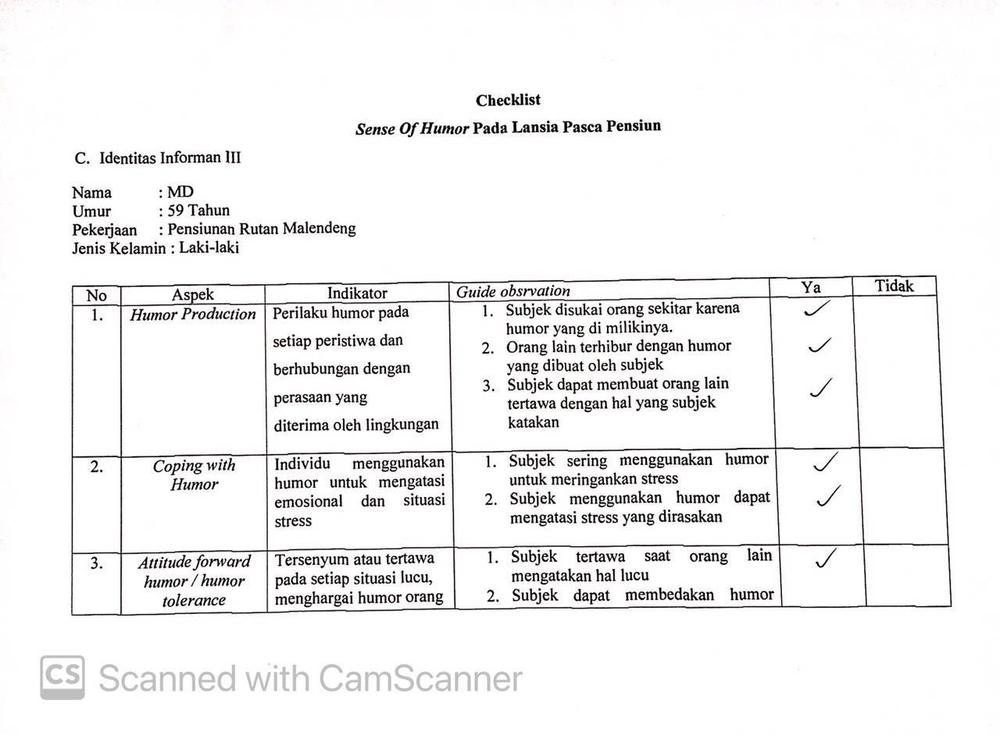 Checklist
Sense Of Humor Pada Lansia Pasca Pensiun
C. Identitas Informan III
Nama : MD
Umur : 59 Tahun
Pekerjaan : Pensiunan Rutan Malendeng
Jenis Kelamin : Laki-laki
No Aspek Indikator Guide obsrvation Ya Tidak
1. Humor Production
Perilaku humor pada
setiap peristiwa dan
berhubungan dengan
perasaan yang
diterima oleh lingkungan
1. Subjek disukai orang sekitar karena
humor yang di milikinya.
2. Orang lain terhibur dengan humor
yang dibuat oleh subjek
3. Subjek dapat membuat orang lain
tertawa dengan hal yang subjek
katakan
2. Coping with
Humor
Individu menggunakan
humor untuk mengatasi
emosional dan situasi
stress
1. Subjek sering menggunakan humor
untuk meringankan stress
2. Subjek menggunakan humor dapat
mengatasi stress yang dirasakan
3. Attitude forward
humor / humor
tolerance
Tersenyum atau tertawa
pada setiap situasi lucu,
menghargai humor orang
1. Subjek tertawa saat orang lain
mengatakan hal lucu
2. Subjek dapat membedakan humor
CS Scanned with CamScanner